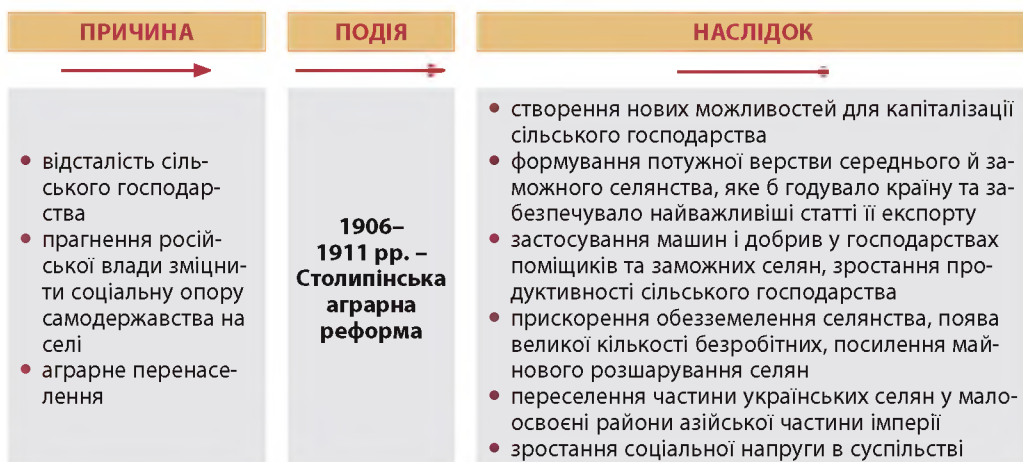 ПРИЧИНА
ПОДІЯ
НАСЛІДОК
• відсталість сіль-
ського господар-
ства
• прагнення росій-
ської влади зміцни-
ти соціальну опору
самодержавства на
селі
• аграрне перенасе-
лення
1906–
1911 рр. –
Столипінська
аграрна
реформа
• створення нових можливостей для капіталізації
сільського господарства
• формування потужної верстви середнього й за-
можного селянства, яке б годувало країну та за-
безпечувало найважливіші статті її експорту
• застосування машин і добрив у господарствах
поміщиків та заможних селян, зростання про-
дуктивності сільського господарства
• прискорення обезземелення селянства, поява
великої кількості безробітних, посилення май-
нового розшарування селян
• переселення частини українських селян у мало-
освоєні райони азійської частини імперії
• зростання соціальної напруги в суспільстві